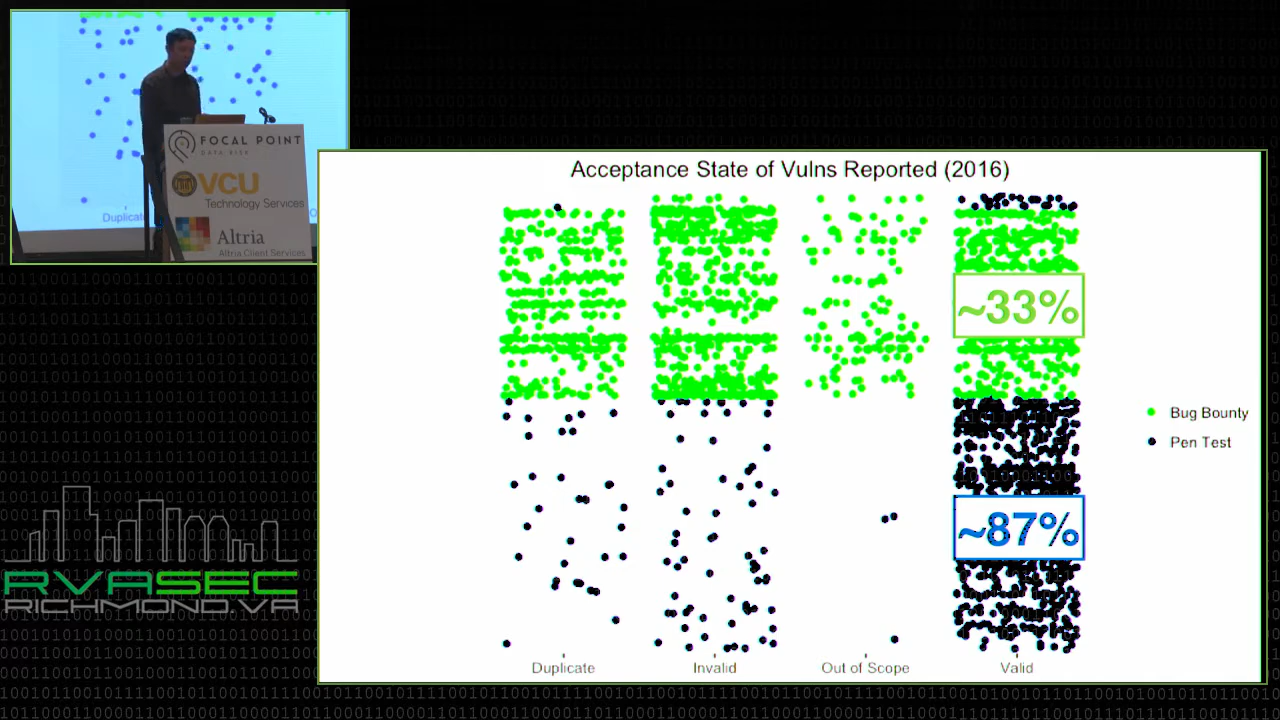 FOCAL POINT
DATA RISK
VCU
Technology Services
Altria
Altria Client Services
Duplicate
Acceptance State of Vulns Reported (2016)
~33%
Bug Bounty
Pen Test
~87%
Duplicate
Invalid
Out of Scope
Valid
RVASEC
RICHMOND.VA